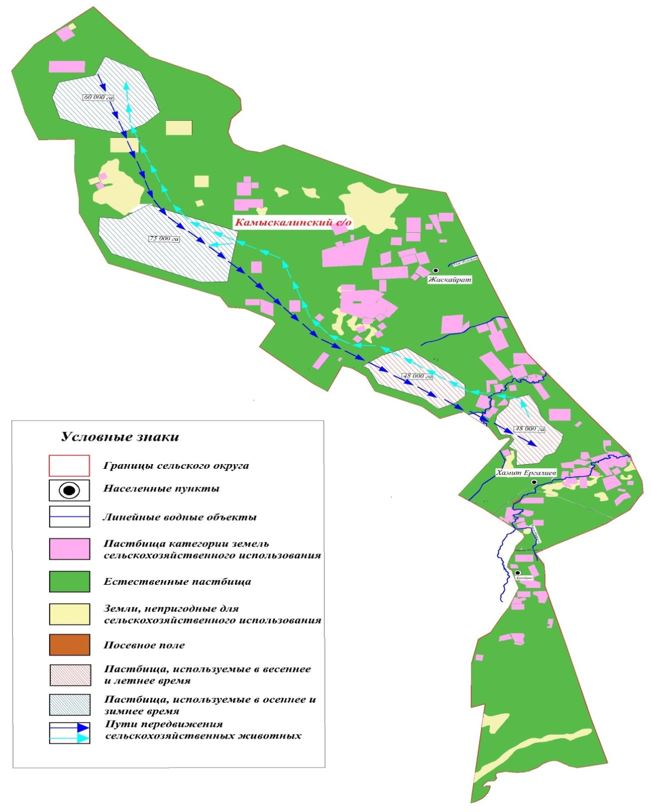 60 000 га
Камыскалинский с/о
75 000 га
Жаскайрат
45 000 га
48 000 га
Хамит Ергалиев
Условные знаки
Границы сельского округа
Населенные пункты
Линейные водные объекты
Пастбища категории земель
сельскохозяйственного использования
Естественные пастбища
Земли, непригодные для
сельскохозяйственного использования
Посевное поле
Пастбища, используемые в весеннее
и летнее время
Пастбища, используемые в осеннее и
зимнее время
Пути передвижения
сельскохозяйственных животных